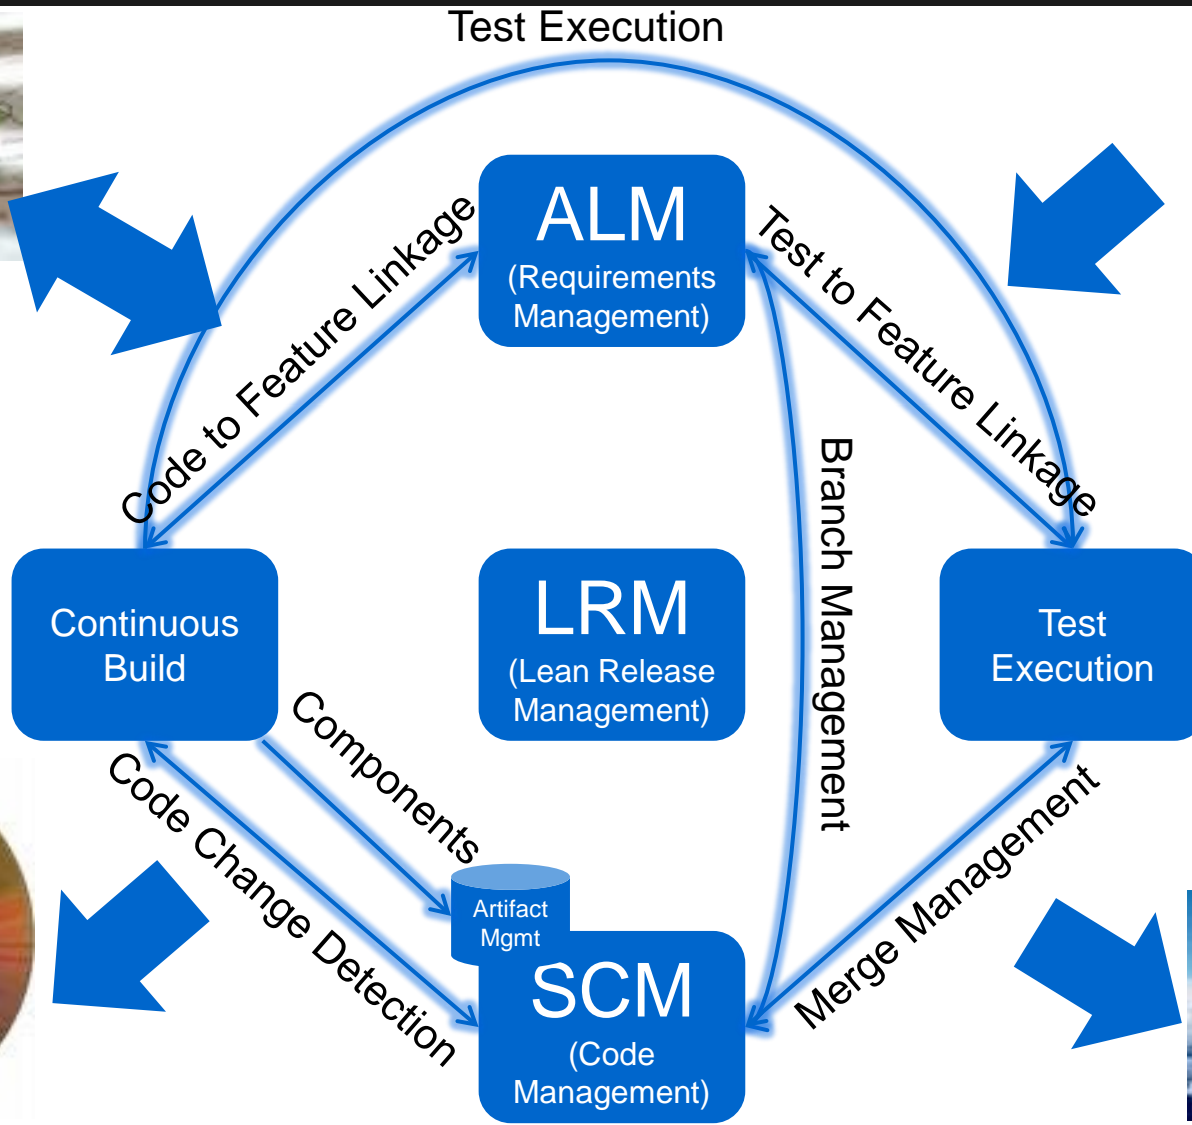 Test Execution
ALM
(Requirements
Management)
Code to Feature Linkage
Test to Feature Linkage
Branch Management
Continuous
Build
LRM
(Lean Release
Management)
Test
Execution
Components
Code Change Detection
Artifact
Mgmt
SCM
(Code
Management)
Merge Management